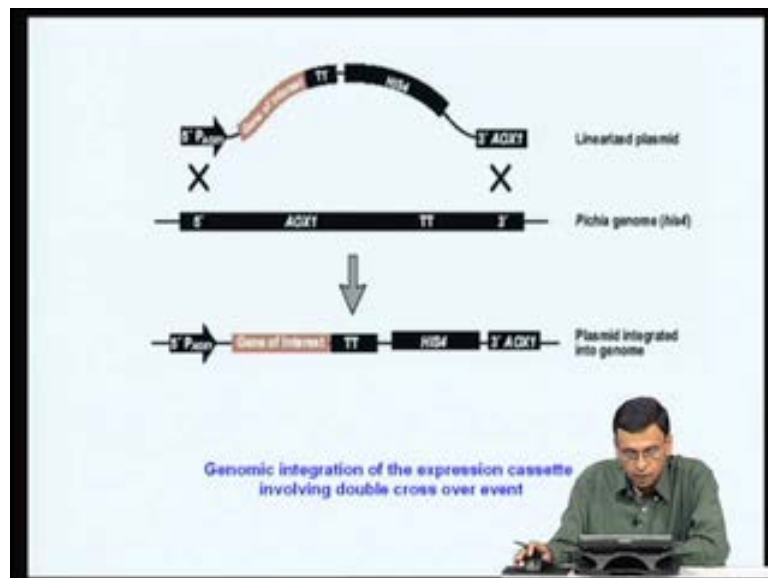 Gene of Interest TT HIS4
5' PAOX1 3' AOX1 Linearized plasmid
X X
5' AOX1 TT 3' Pichia genome (his4)
5' PAOX1 Gene of Interest TT HIS4 3' AOX1 Plasmid integrated
into genome
Genomic integration of the expression cassette
involving double cross over event